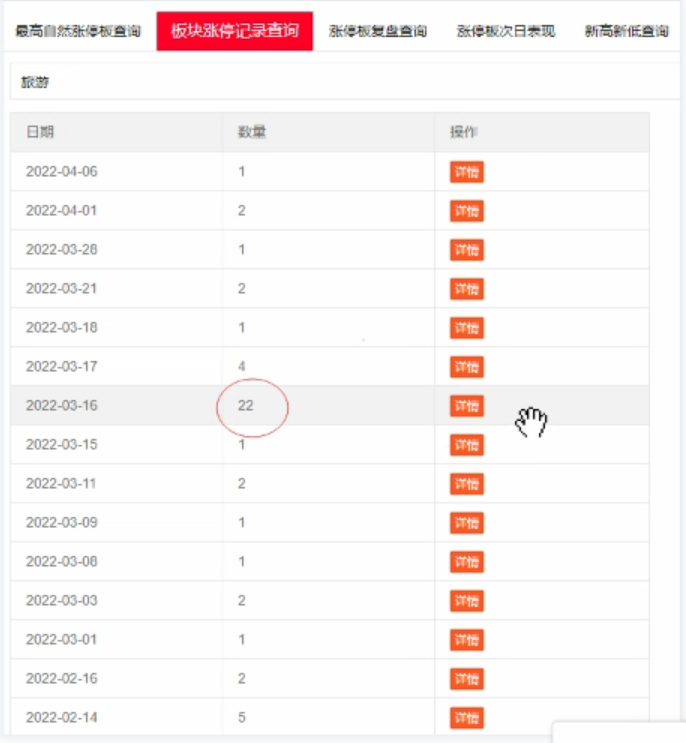 最高自然涨停板查询 板块涨停记录查询 涨停板复盘查询 涨停板次日表现 新高新低查询
旅游
日期 数量 操作
2022-04-06 1 详情
2022-04-01 2 详情
2022-03-28 1 详情
2022-03-21 2 详情
2022-03-18 1 详情
2022-03-17 4 详情
2022-03-16 22 详情
2022-03-15 1 详情
2022-03-11 2 详情
2022-03-09 1 详情
2022-03-08 1 详情
2022-03-03 2 详情
2022-03-01 1 详情
2022-02-16 2 详情
2022-02-14 5 详情